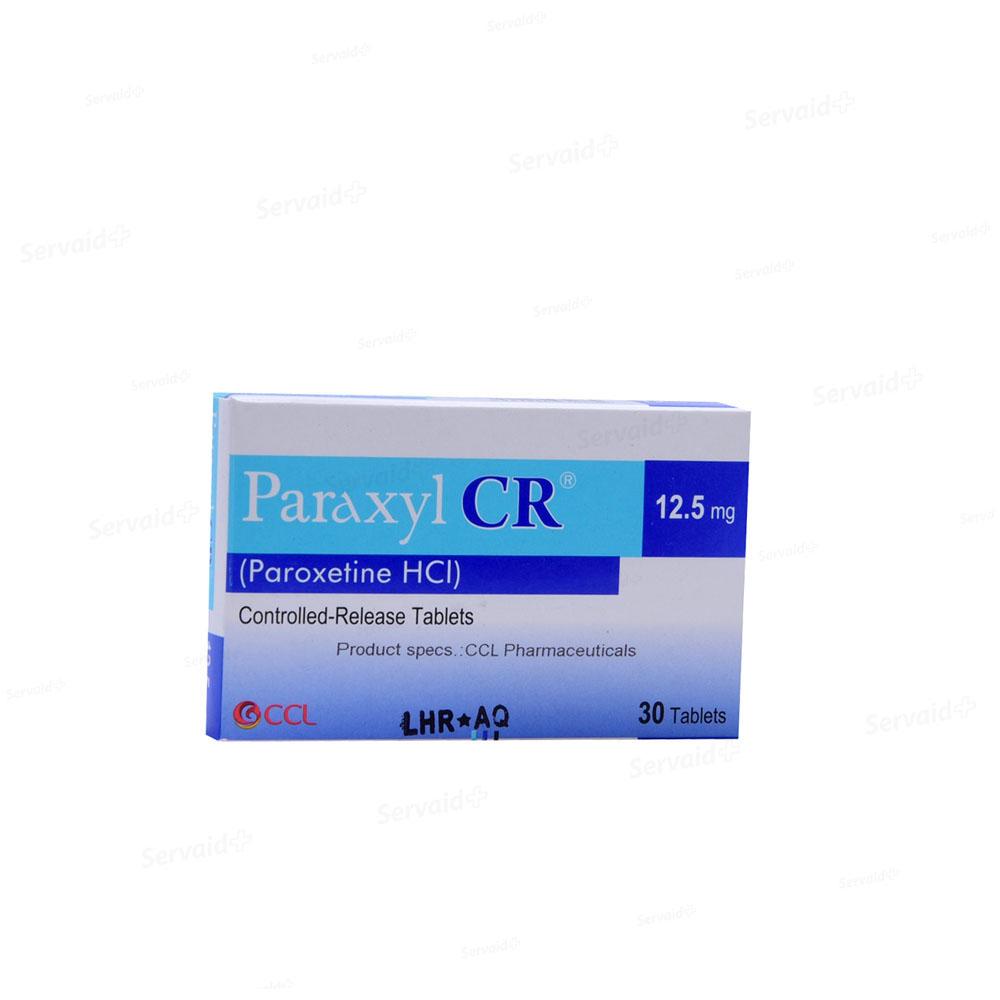 Paraxyl CR®
12.5 mg
(Paroxetine HCl)
Controlled-Release Tablets
Product specs.:CCL Pharmaceuticals
CCL
LHR★AQ
30 Tablets
Servaid